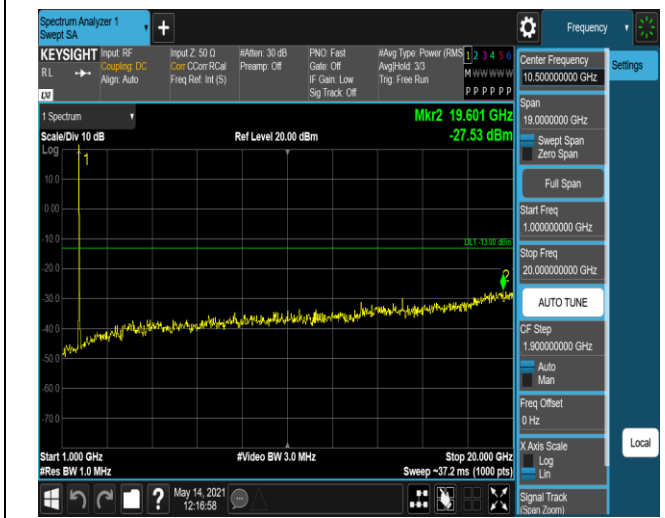 Spectrum Analyzer 1
Swept SA
Frequency
KEYSIGHT
RL
LXI
Input: RF
Coupling: DC
Align: Auto
Input Z: 50 Ω
Corr CCorr RCal
Freq Ref: Int (S)
#Atten: 30 dB
Preamp: Off
PNO: Fast
Gate: Off
IF Gain: Low
Sig Track: Off
#Avg Type: Power (RMS
Avg|Hold: 3/3
Trig: Free Run
1 2 3 4 5 6
M W W W W W
P P P P P P
1 Spectrum
Mkr2 19.601 GHz
Scale/Div 10 dB
Ref Level 20.00 dBm
-27.53 dBm
Log
1
10.0
0.00
-10.0
DL1 -13.00 dBm
-20.0
2
-30.0
-40.0
-50.0
-60.0
-70.0
Start 1.000 GHz
#Video BW 3.0 MHz
Stop 20.000 GHz
#Res BW 1.0 MHz
Sweep ~37.2 ms (1000 pts)
?
May 14, 2021
12:16:58
Center Frequency
10.500000000 GHz
Settings
Span
19.0000000 GHz
Swept Span
Zero Span
Full Span
Start Freq
1.000000000 GHz
Stop Freq
20.000000000 GHz
AUTO TUNE
CF Step
1.900000000 GHz
Auto
Man
Freq Offset
0 Hz
X Axis Scale
Log
Lin
Local
Signal Track
(Span Zoom)